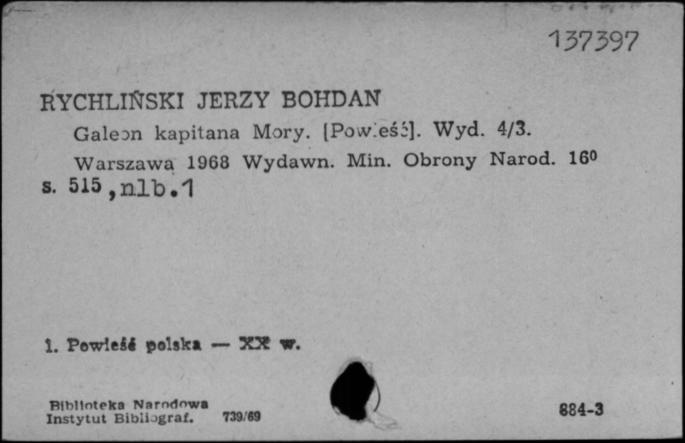 137397
RYCHLIŃSKI JERZY BOHDAN
Galeon kapitana Mory. [Powieść]. Wyd. 4/3.
Warszawa 1968 Wydawn. Min. Obrony Narod. 16⁰
s. 515, nlb. 1
1. Powieść polska — XX w.
Biblioteka Narodowa
Instytut Bibliograf. 739/69
884-3